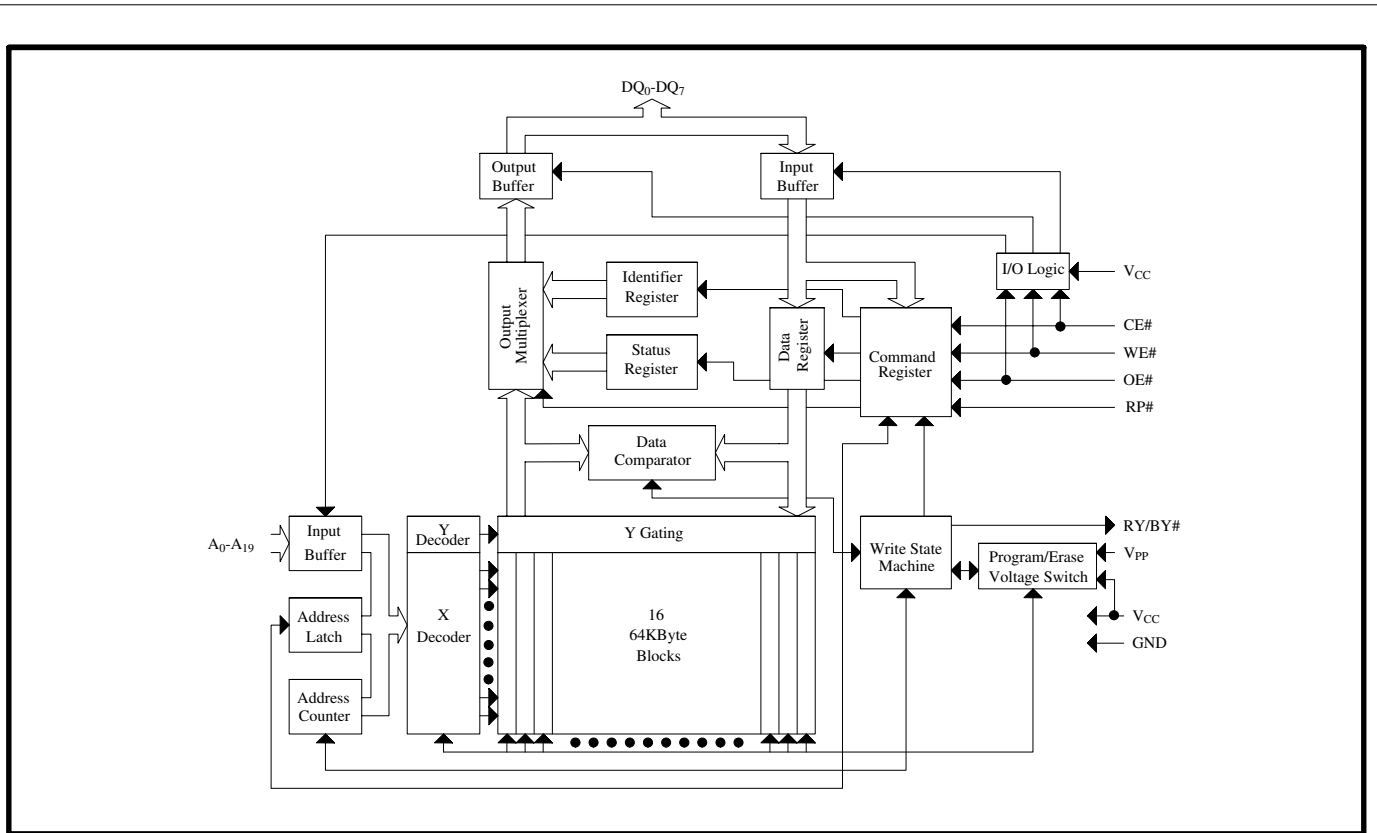 DQ0-DQ7
Output
Buffer
Input
Buffer
I/O Logic
VCC
Output
Multiplexer
Identifier
Register
Status
Register
Data
Register
Command
Register
CE#
WE#
OE#
RP#
Data
Comparator
A0-A19
Input
Buffer
Y
Decoder
Y Gating
Write State
Machine
RY/BY#
Program/Erase
Voltage Switch
VPP
VCC
GND
Address
Latch
X
Decoder
16
64KByte
Blocks
Address
Counter